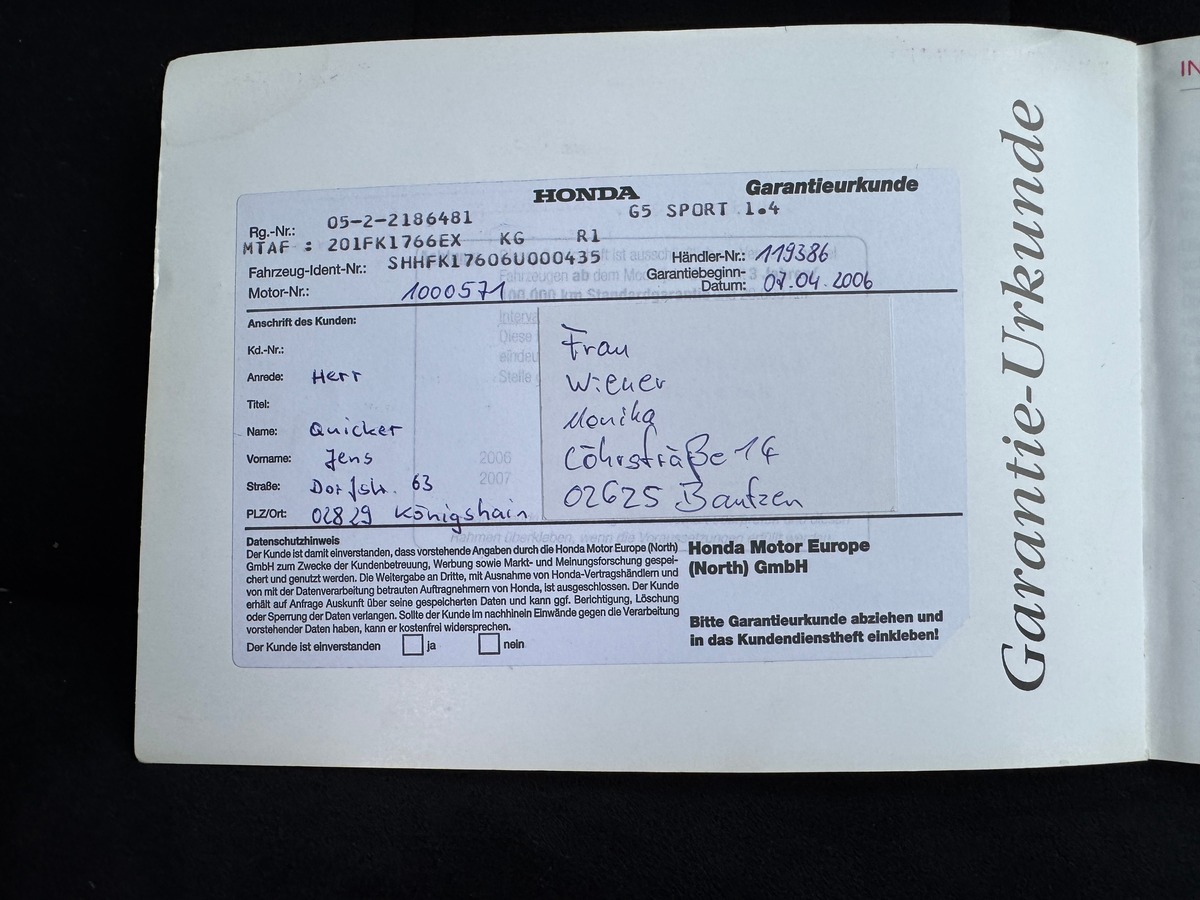 HONDA Garantieurkunde
Rg.-Nr.: 05-2-2186481 G5 SPORT 1.4
MTAF : 201FK1766EX KG R1
Fahrzeug-Ident-Nr.: SHHFK17606U000435 Händler-Nr.: 119386
Garantiebeginn-
Motor-Nr.: 1000571 Datum: 07.04.2006
Anschrift des Kunden:
Kd.-Nr.:
Anrede: Herr
Titel:
Name: Quicker
Vorname: Jens
Straße: Dorfstr. 63
PLZ/Ort: 02829 Königshain
Frau
Wiener
Monika
02625 Bautzen
2006
2007
Datenschutzhinweis
Der Kunde ist damit einverstanden, dass vorstehende Angaben durch die Honda Motor Europe (North)
GmbH zum Zwecke der Kundenbetreuung, Werbung sowie Markt- und Meinungsforschung gespei-
chert und genutzt werden. Die Weitergabe an Dritte, mit Ausnahme von Honda-Vertragshändlern und
von mit der Datenverarbeitung betrauten Auftragnehmern von Honda, ist ausgeschlossen. Der Kunde
erhält auf Anfrage Auskunft über seine gespeicherten Daten und kann ggf. Berichtigung, Löschung
oder Sperrung der Daten verlangen. Sollte der Kunde im nachhinein Einwände gegen die Verarbeitung
vorstehender Daten haben, kann er kostenfrei widersprechen.
Der Kunde ist einverstanden ja nein
Honda Motor Europe
(North) GmbH
Bitte Garantieurkunde abziehen und
in das Kundendienstheft einkleben!
Garantie-Urkunde
IN